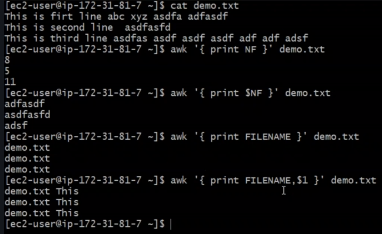 [ec2-user@ip-172-31-81-7 ~]$ cat demo.txt
This is firt line abc xyz asdfa adfasdf
This is second line  asdfasfd
This is third line asdfas asdf asdf asdf adf adf adsf
[ec2-user@ip-172-31-81-7 ~]$ awk '{ print NF }' demo.txt
8
5
11
[ec2-user@ip-172-31-81-7 ~]$ awk '{ print $NF }' demo.txt
adfasdf
asdfasfd
adsf
[ec2-user@ip-172-31-81-7 ~]$ awk '{ print FILENAME }' demo.txt
demo.txt
demo.txt
demo.txt
[ec2-user@ip-172-31-81-7 ~]$ awk '{ print FILENAME,$1 }' demo.txt
demo.txt This
demo.txt This
demo.txt This
[ec2-user@ip-172-31-81-7 ~]$